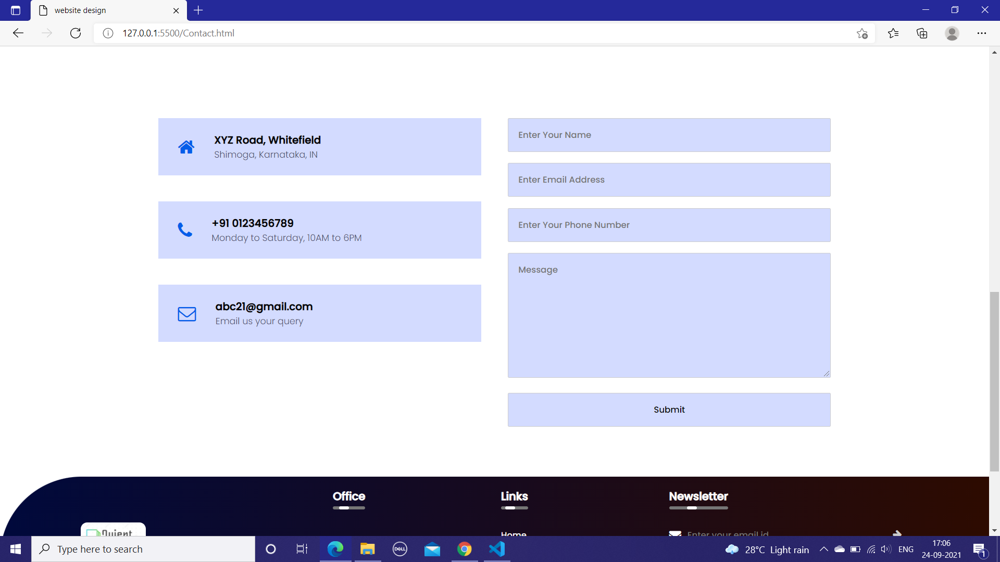 website design
127.0.0.1:5500/Contact.html
XYZ Road, Whitefield
Shimoga, Karnataka, IN
+91 0123456789
Monday to Saturday, 10AM to 6PM
abc21@gmail.com
Email us your query
Enter Your Name
Enter Email Address
Enter Your Phone Number
Message
Submit
Office
Links
Newsletter
Home
Enter your email id
Type here to search
DELL
28°C Light rain
ENG
17:06
24-09-2021
1